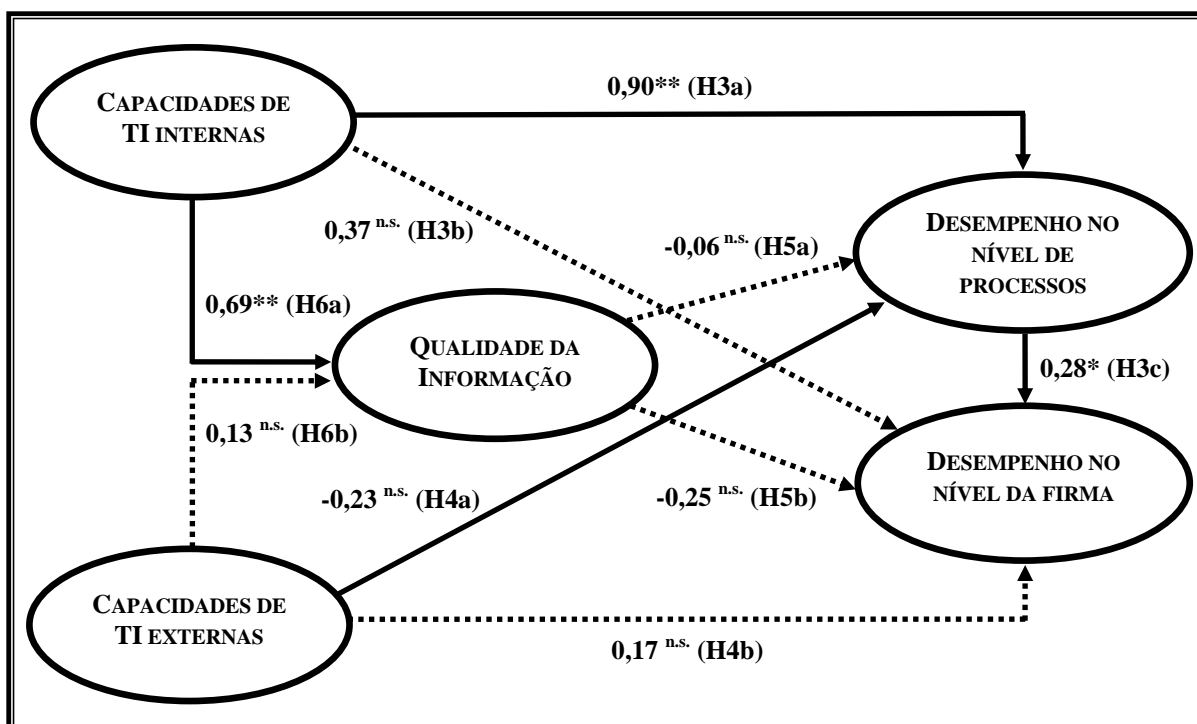 0,90** (H3a)
CAPACIDADES DE
TI INTERNAS
DESEMPENHO NO
NÍVEL DE
PROCESSOS
0,37 n.s. (H3b)
-0,06 n.s. (H5a)
0,69** (H6a)
QUALIDADE DA
INFORMAÇÃO
0,28* (H3c)
0,13 n.s. (H6b)
DESEMPENHO NO
NÍVEL DA FIRMA
-0,23 n.s. (H4a)
-0,25 n.s. (H5b)
CAPACIDADES DE
TI EXTERNAS
0,17 n.s. (H4b)